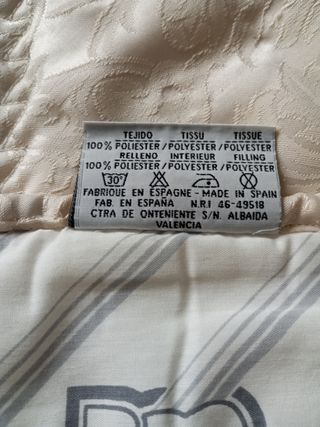 TEJIDO TISSU TISSUE
100% POLIESTER/POLYESTER/POLYESTER
RELLENO INTERIEUR FILLING
100% POLIESTER/POLYESTER/POLYESTER
30°
FABRIQUE EN ESPAGNE - MADE IN SPAIN
FAB. EN ESPAÑA N.R.I 46-49518
CTRA DE ONTENIENTE S/N. ALBAIDA
VALENCIA